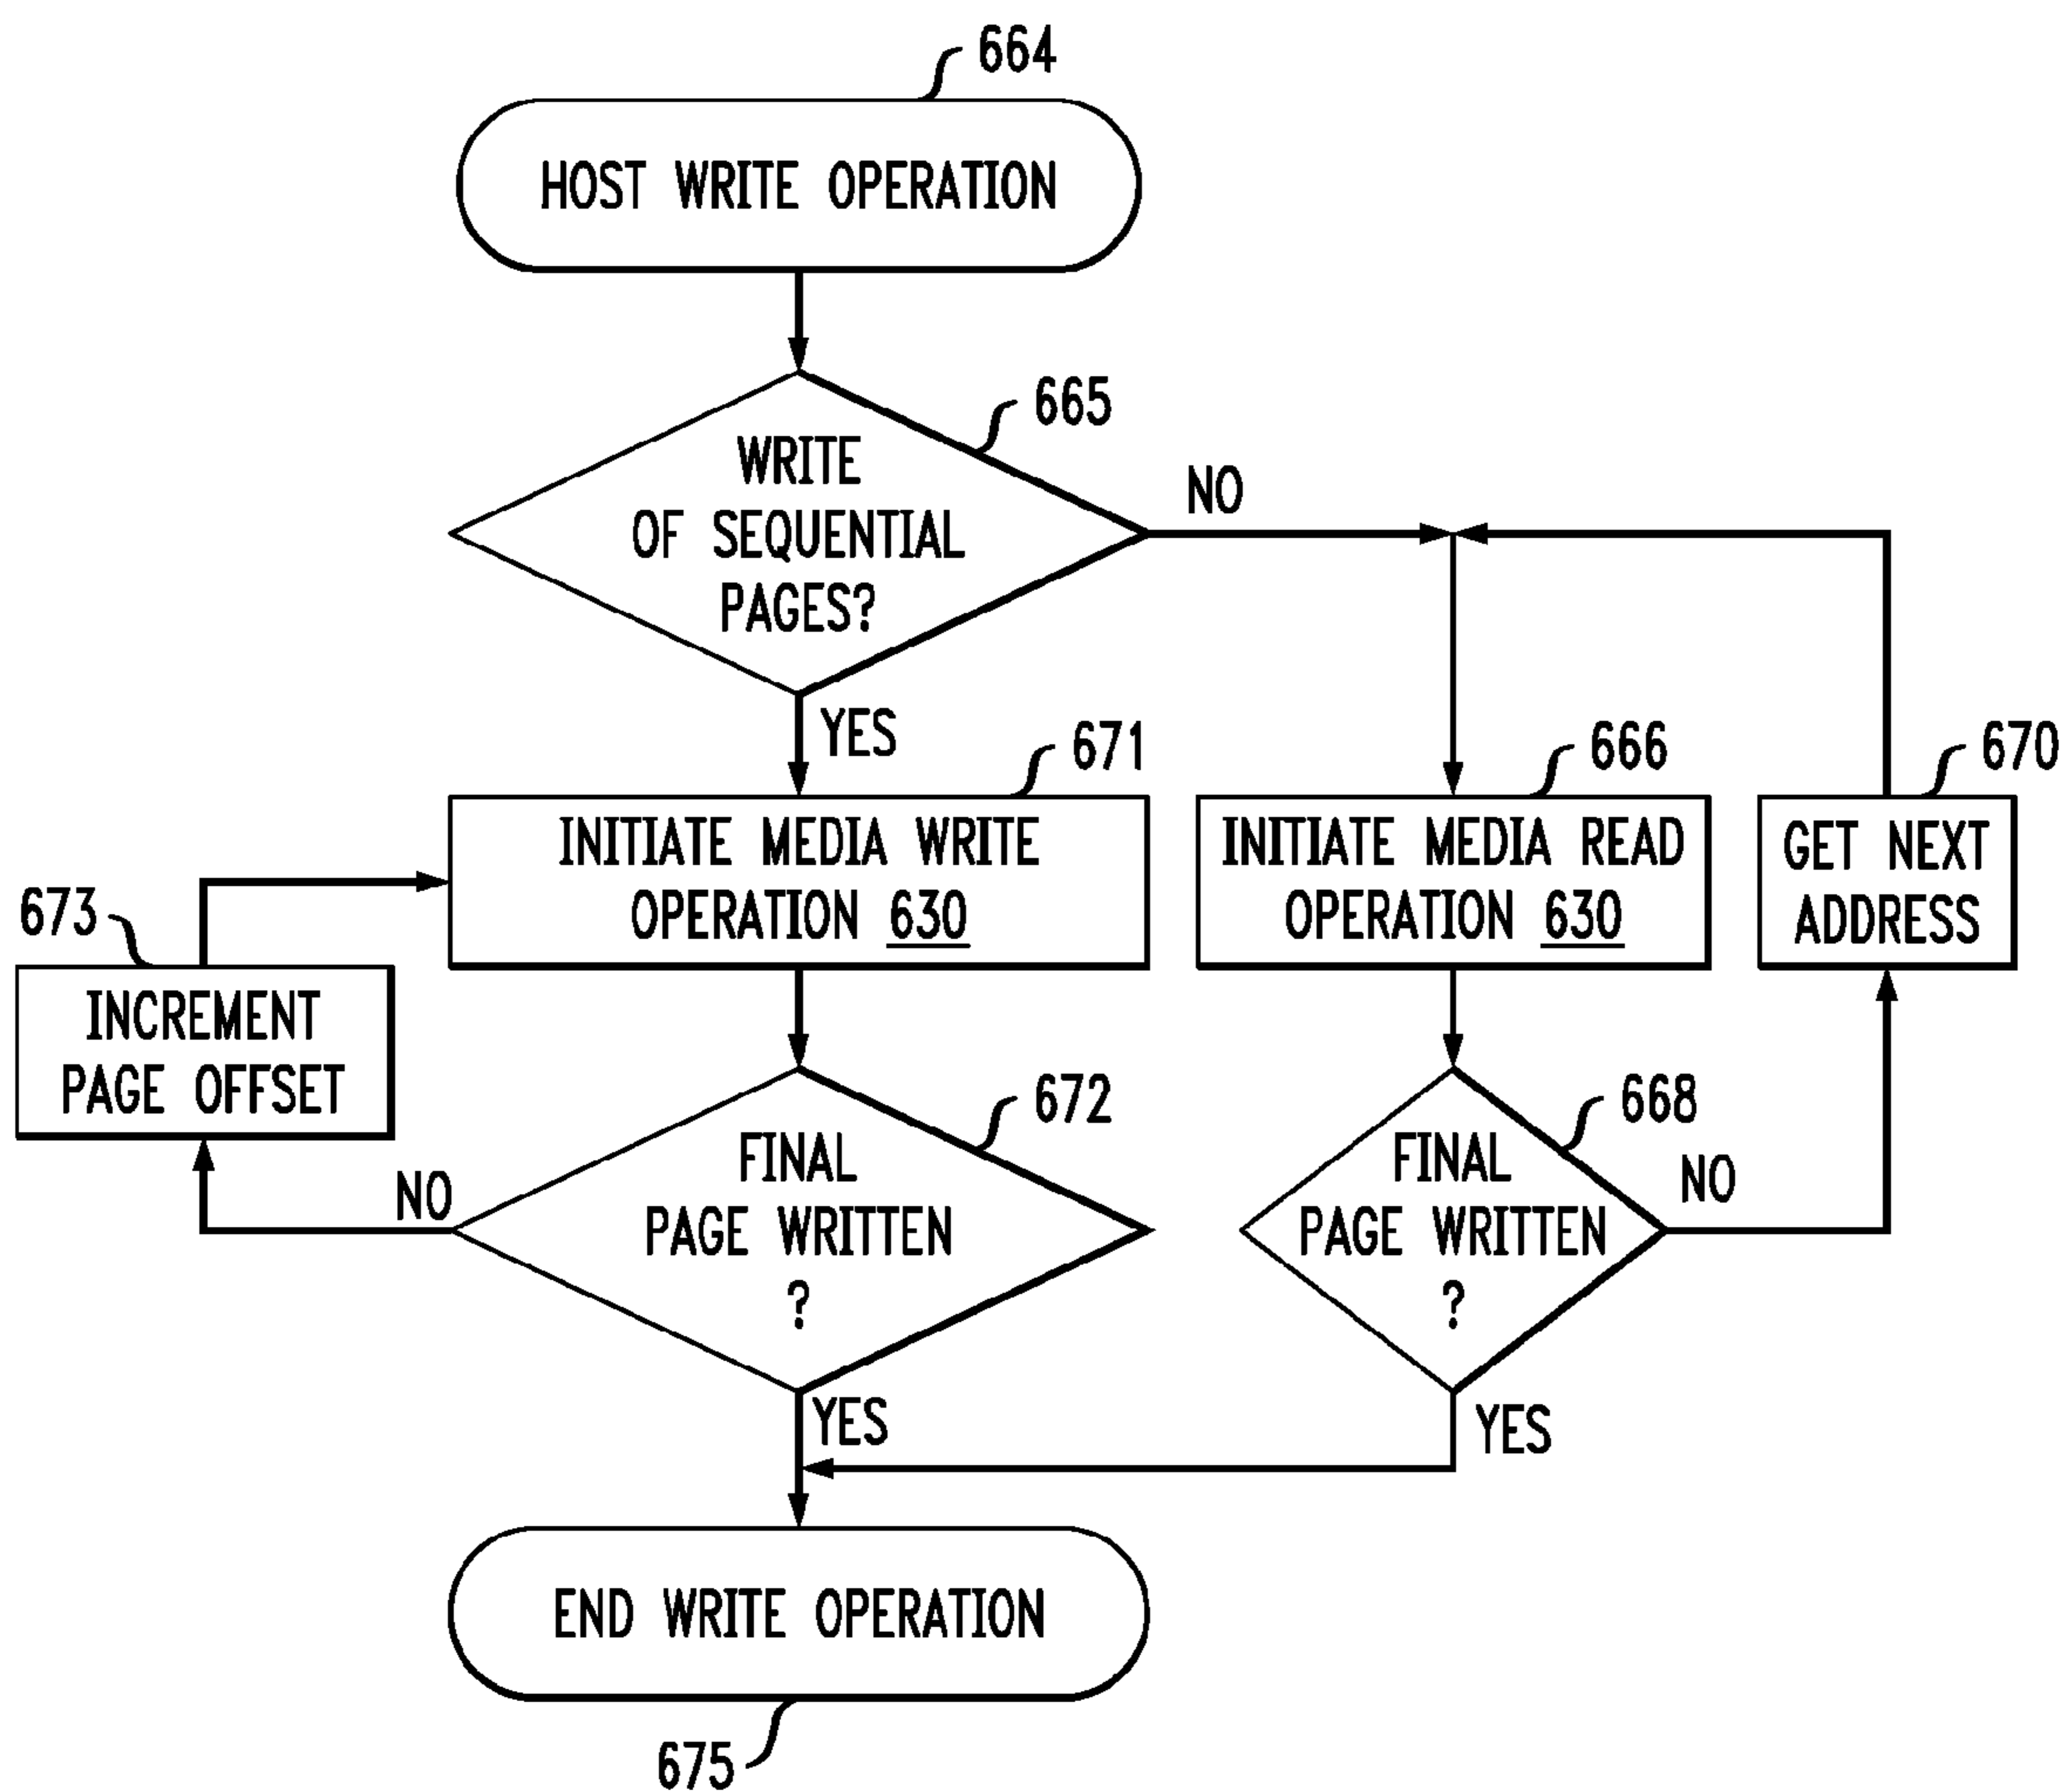 664
HOST WRITE OPERATION
665
WRITE
OF SEQUENTIAL
PAGES?
NO
YES
671
INITIATE MEDIA WRITE
OPERATION 630
666
INITIATE MEDIA READ
OPERATION 630
670
GET NEXT
ADDRESS
673
INCREMENT
PAGE OFFSET
672
FINAL
PAGE WRITTEN
?
NO
YES
668
FINAL
PAGE WRITTEN
?
NO
YES
END WRITE OPERATION
675